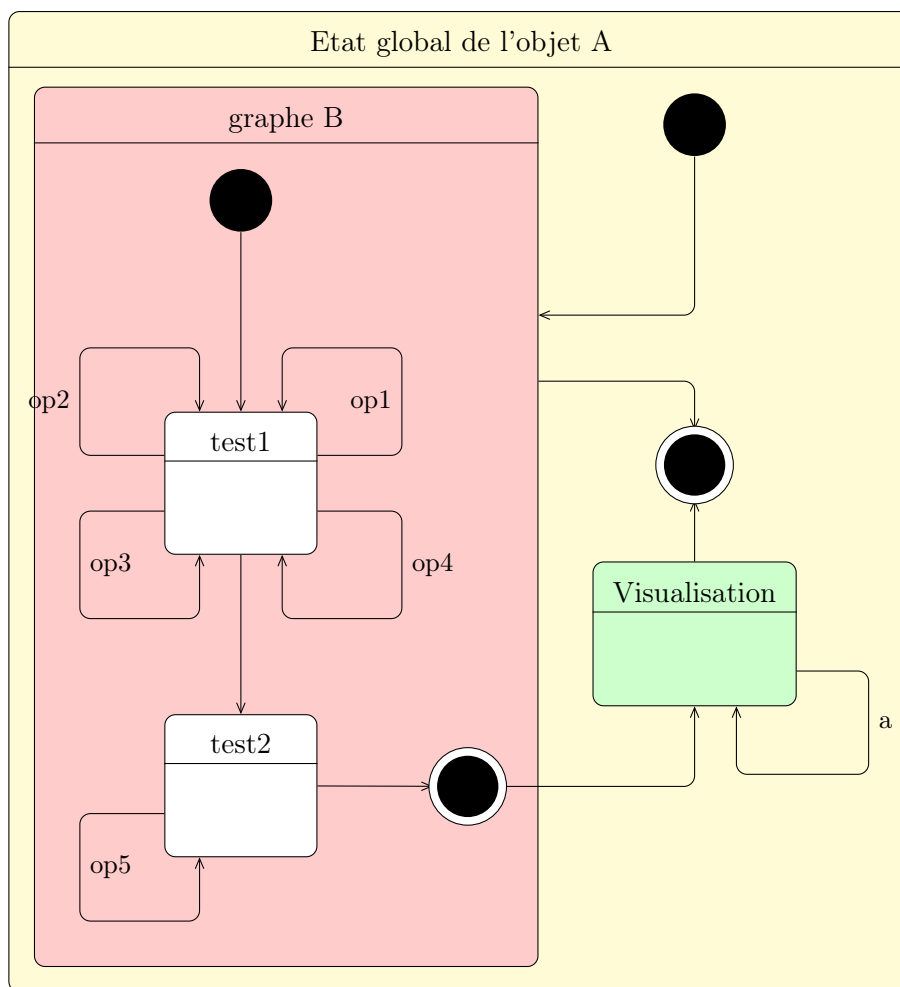 Etat global de l'objet A
graphe B
op2
op1
test1
op3
op4
Visualisation
a
test2
op5